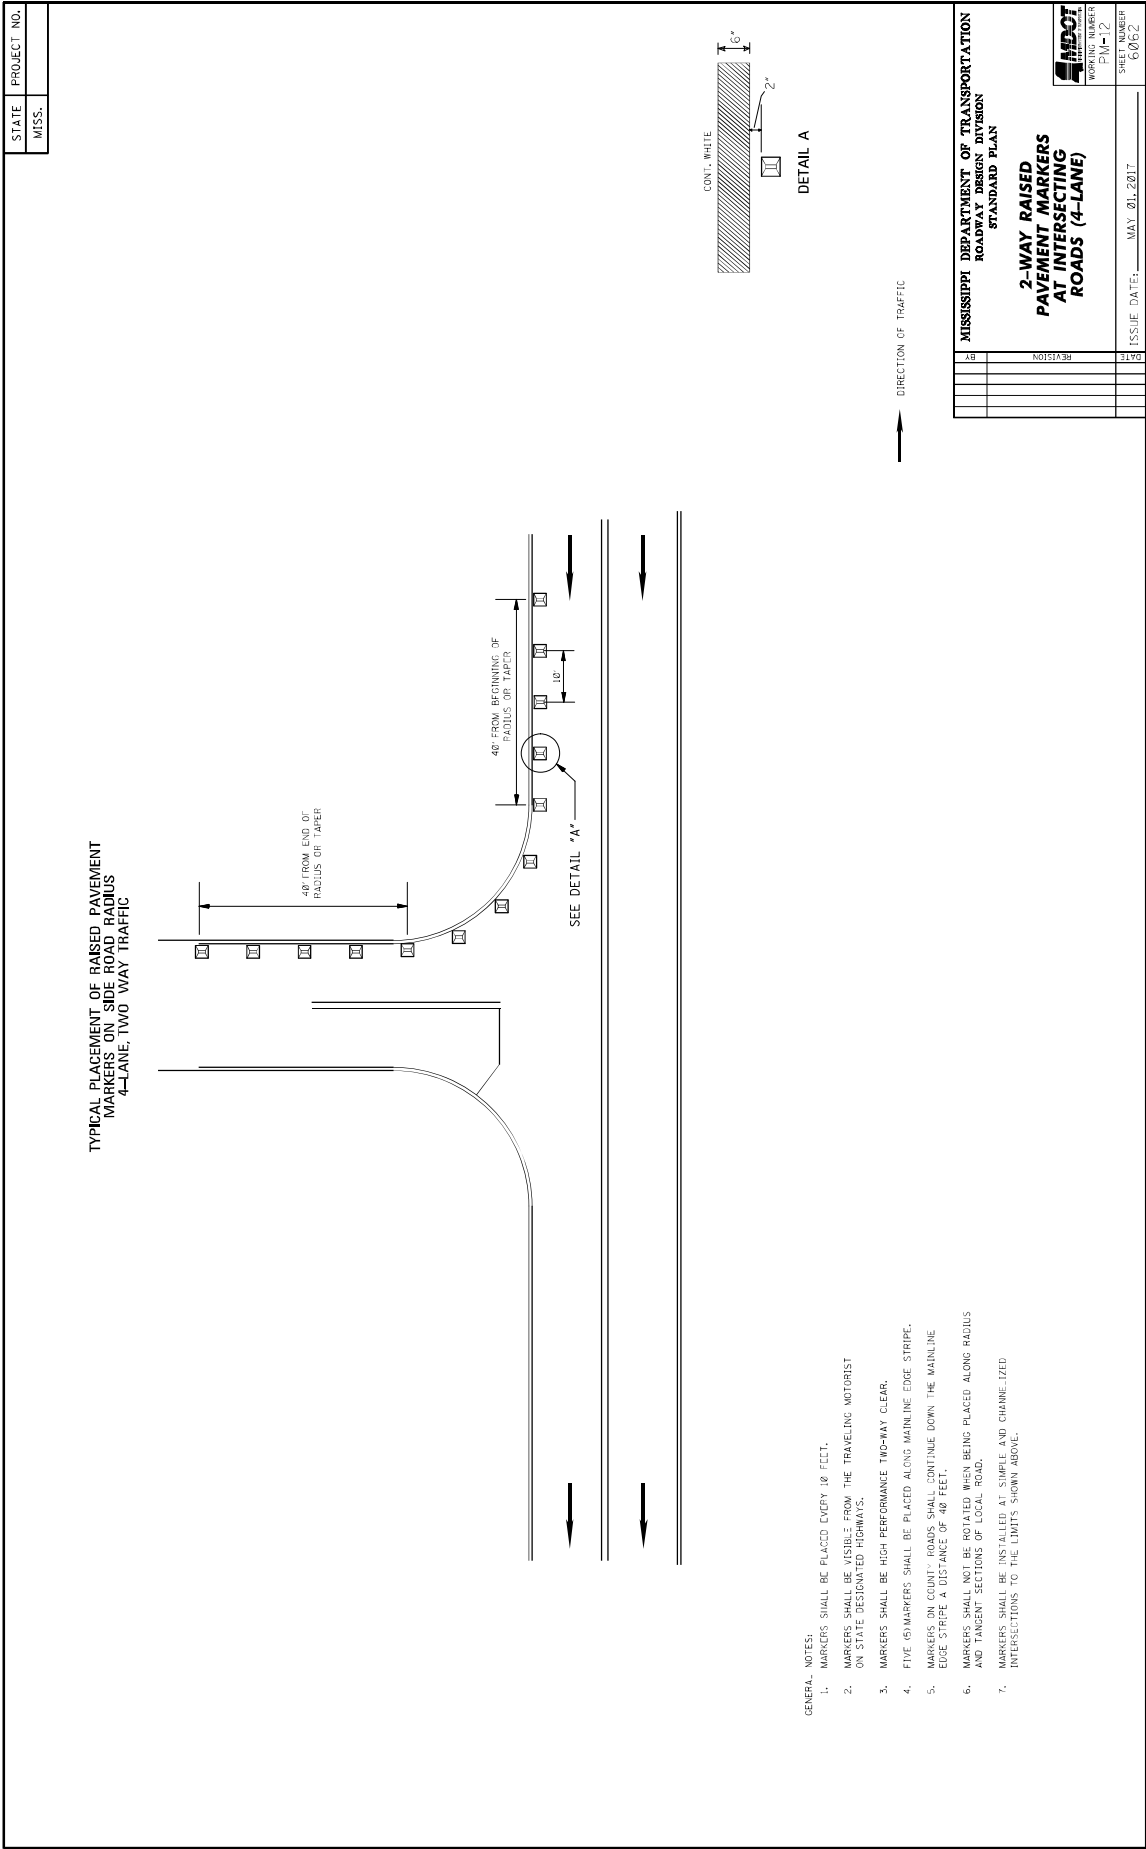 STATE PROJECT NO.
MISS.
TYPICAL PLACEMENT OF RAISED PAVEMENT
MARKERS ON SIDE ROAD RADIUS
4-LANE, TWO WAY TRAFFIC
40' FROM END OF
RADIUS OR TAPER
40' FROM BEGINNING OF
RADIUS OR TAPER
10'
SEE DETAIL "A"
CONT. WHITE
6"
2"
DETAIL A
DIRECTION OF TRAFFIC
GENERAL NOTES:
1. MARKERS SHALL BE PLACED EVERY 10 FEET.
2. MARKERS SHALL BE VISIBLE FROM THE TRAVELING MOTORIST
ON STATE DESIGNATED HIGHWAYS.
3. MARKERS SHALL BE HIGH PERFORMANCE TWO-WAY CLEAR.
4. FIVE (5) MARKERS SHALL BE PLACED ALONG MAINLINE EDGE STRIPE.
5. MARKERS ON COUNTY ROADS SHALL CONTINUE DOWN THE MAINLINE
EDGE STRIPE A DISTANCE OF 40 FEET.
6. MARKERS SHALL NOT BE ROTATED WHEN BEING PLACED ALONG RADIUS
AND TANGENT SECTIONS OF LOCAL ROAD.
7. MARKERS SHALL BE INSTALLED AT SIMPLE AND CHANNELIZED
INTERSECTIONS TO THE LIMITS SHOWN ABOVE.
BY
REVISION
DATE
MISSISSIPPI DEPARTMENT OF TRANSPORTATION
ROADWAY DESIGN DIVISION
STANDARD PLAN
2-WAY RAISED
PAVEMENT MARKERS
AT INTERSECTING
ROADS (4-LANE)
MDOT
WORKING NUMBER
PM-12
SHEET NUMBER
6062
ISSUE DATE: MAY 01, 2017